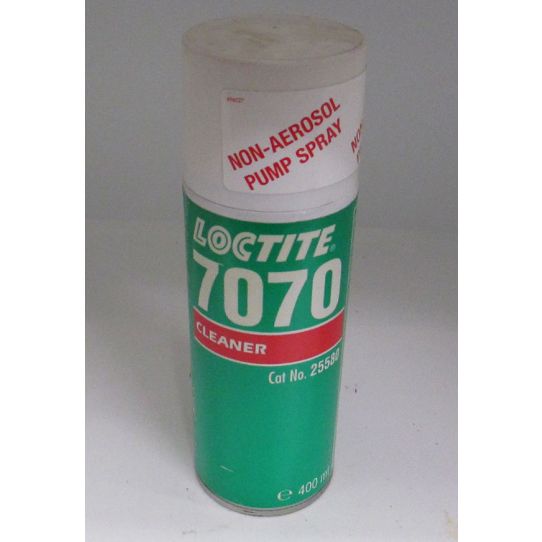 NON-AEROSOL
PUMP SPRAY
LOCTITE®
7070
CLEANER
Cat No. 25580
℮ 400 ml